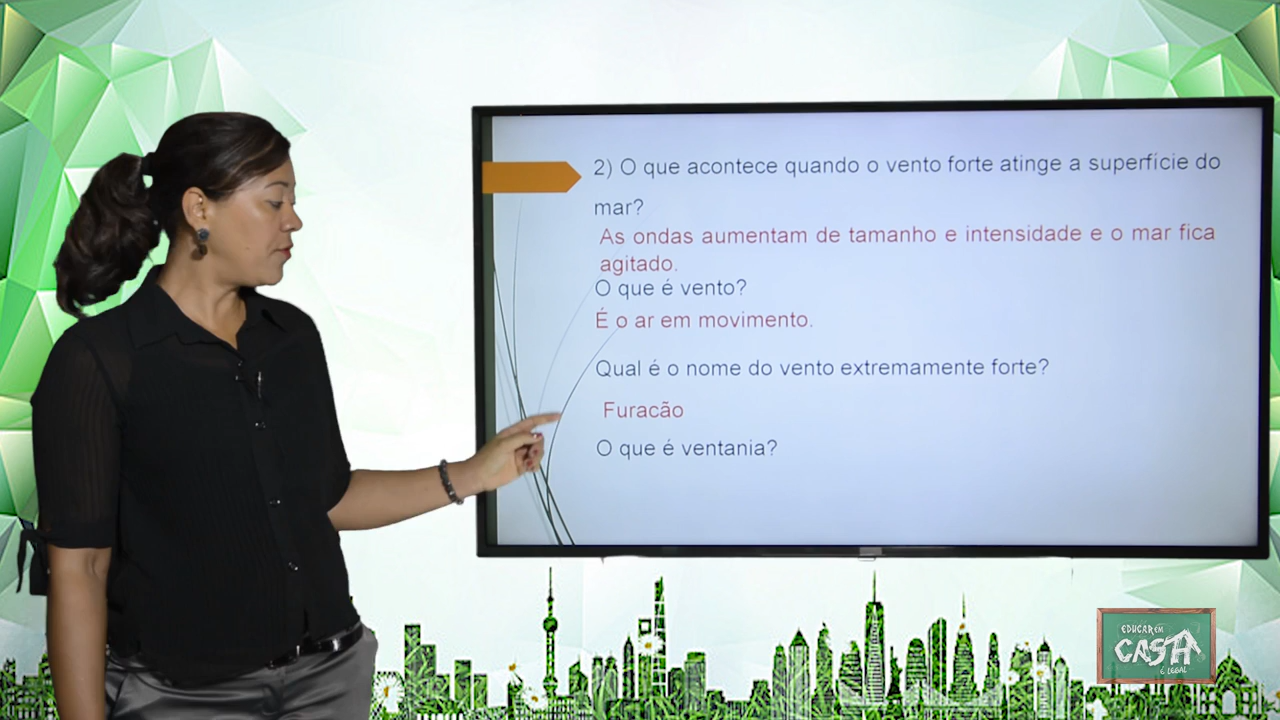 2) O que acontece quando o vento forte atinge a superfície do
mar?
As ondas aumentam de tamanho e intensidade e o mar fica
agitado.
O que é vento?
É o ar em movimento.
Qual é o nome do vento extremamente forte?
Furacão
O que é ventania?
EDUCAR EM
CASA
É LEGAL